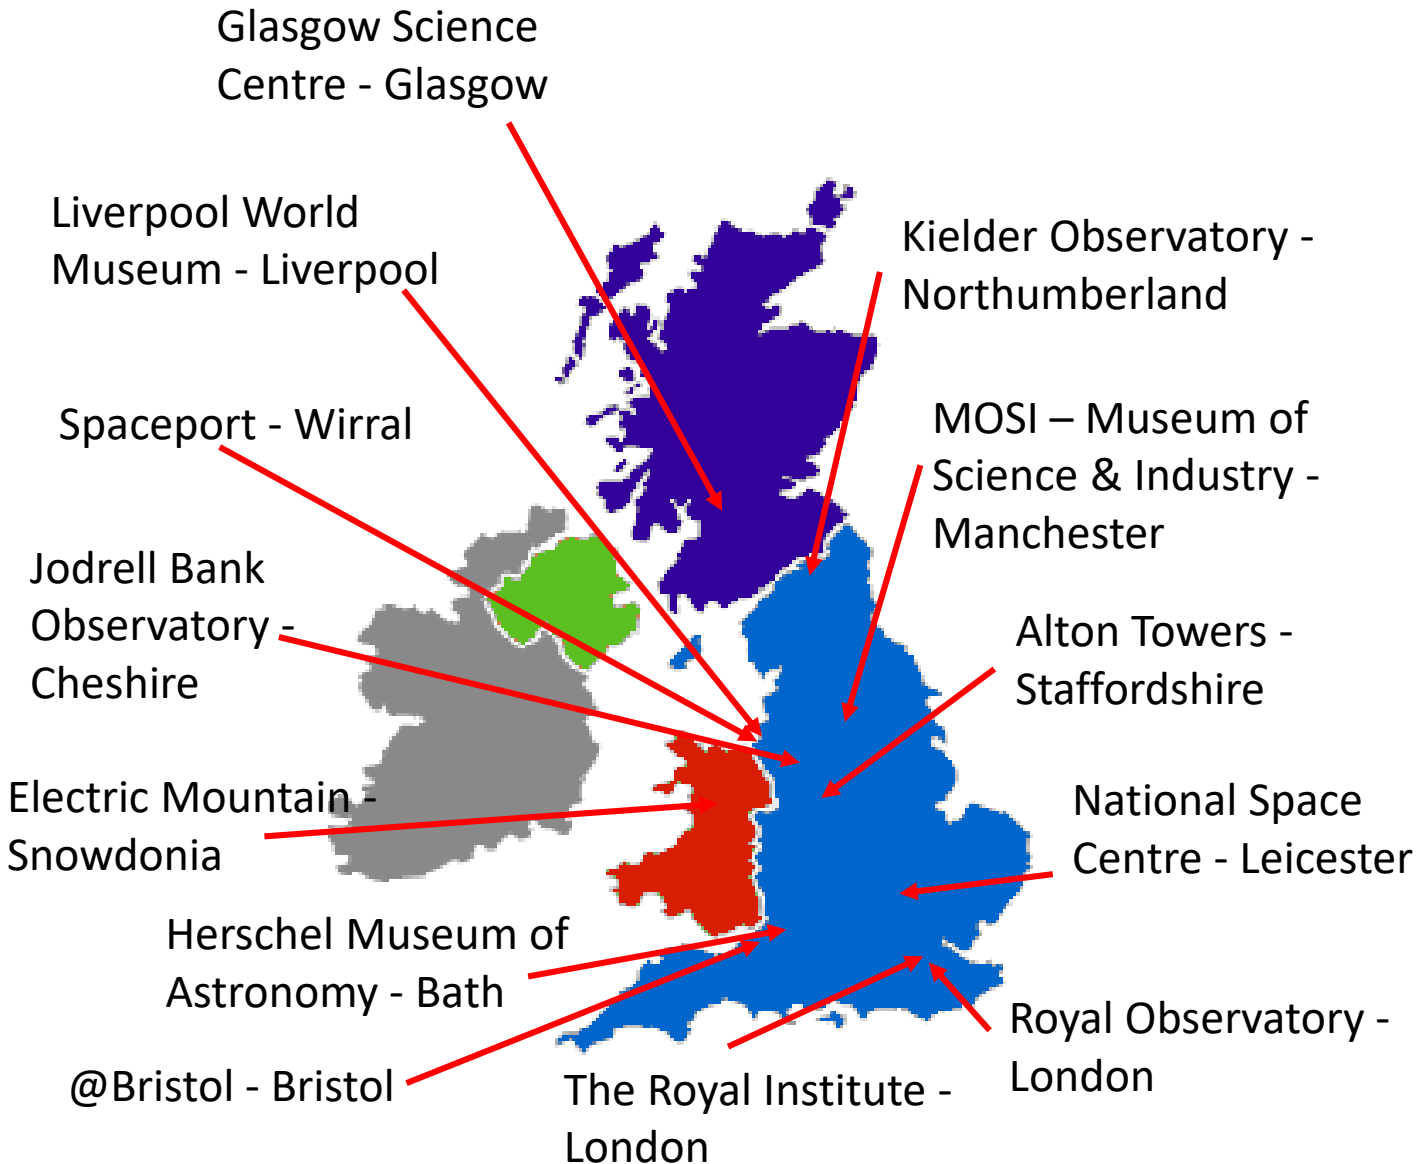 Glasgow Science
Centre - Glasgow
Liverpool World
Museum - Liverpool
Kielder Observatory -
Northumberland
Spaceport - Wirral
MOSI – Museum of
Science & Industry -
Manchester
Jodrell Bank
Observatory -
Cheshire
Alton Towers -
Staffordshire
Electric Mountain -
Snowdonia
National Space
Centre - Leicester
Herschel Museum of
Astronomy - Bath
Royal Observatory -
London
@Bristol - Bristol
The Royal Institute -
London